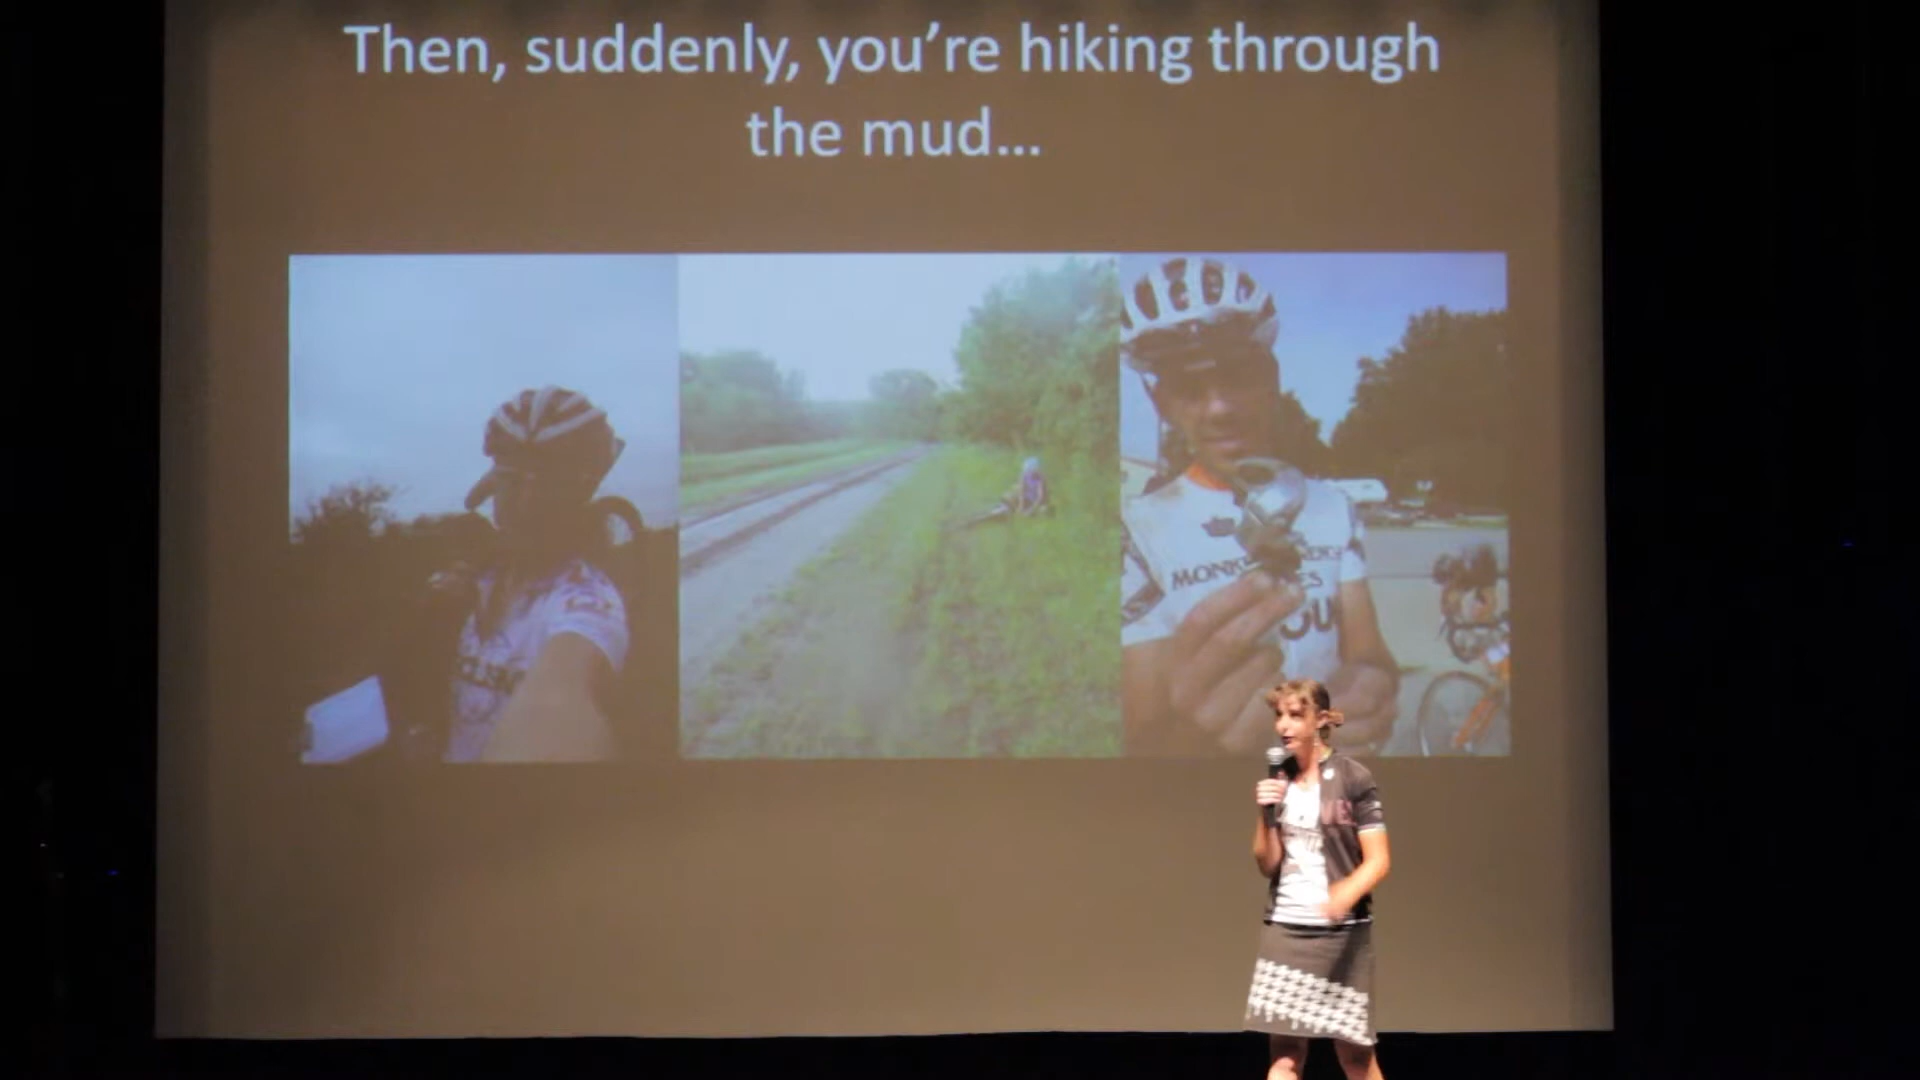 Then, suddenly, you're hiking through
the mud...